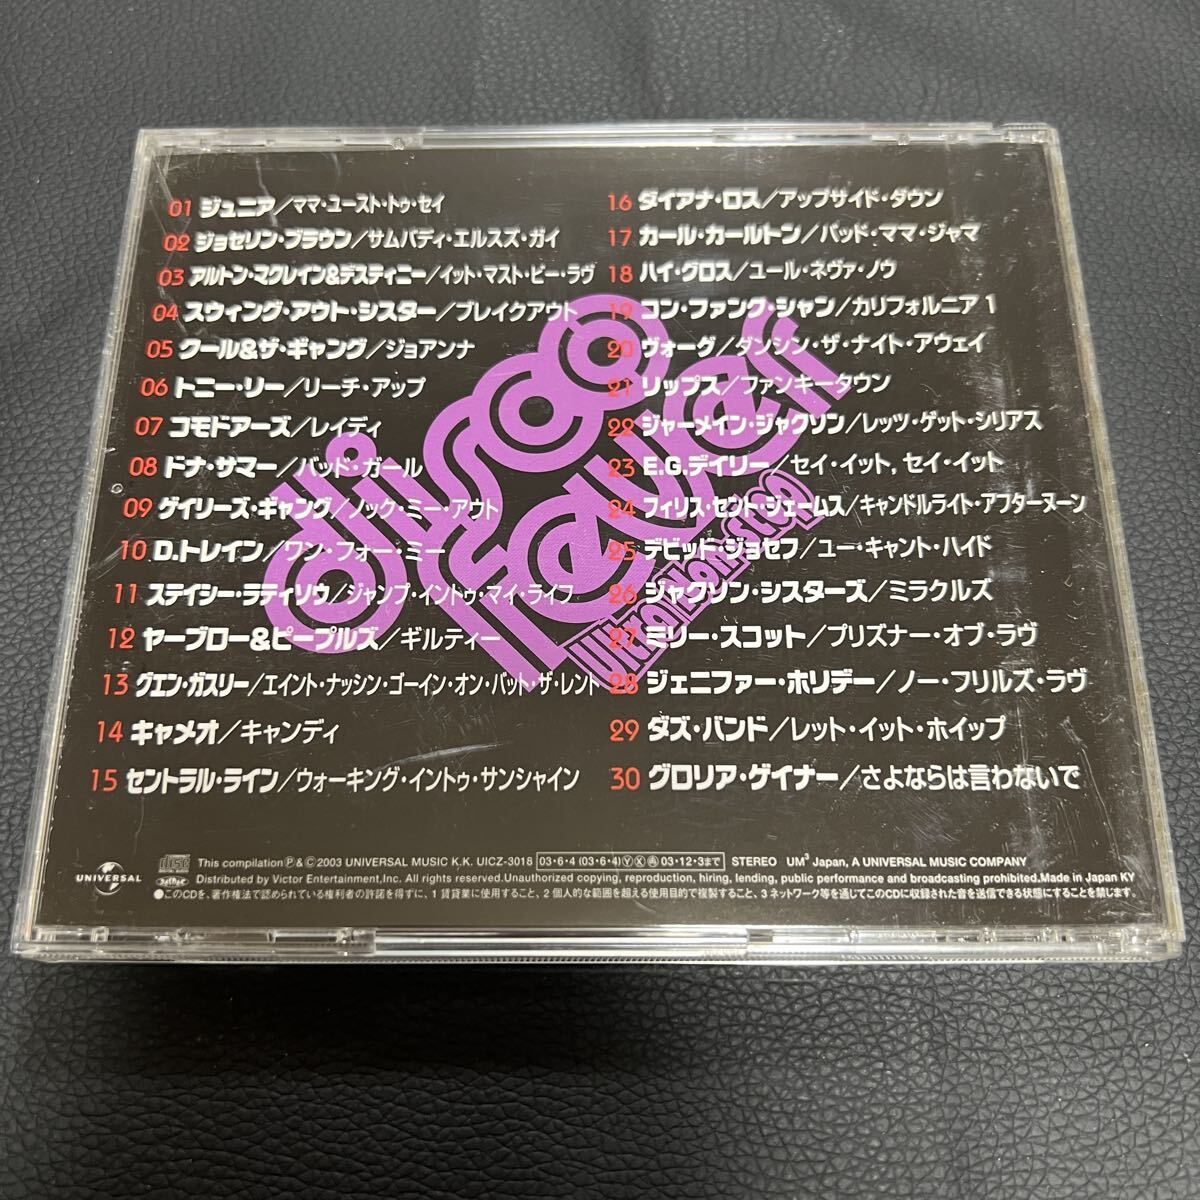 01 ジュニア/ママ・ユースト・トゥ・セイ
02 ジョセリン・ブラウン/サムバディ・エルスズ・ガイ
03 アルトン・マクレイン&デスティニー/イット・マスト・ビー・ラヴ
04 スウィング・アウト・シスター/ブレイクアウト
05 クール&ザ・ギャング/ジョアンナ
06 トニー・リー/リーチ・アップ
07 コモドアーズ/レイディ
08 ドナ・サマー/バッド・ガール
09 ゲイリーズ・ギャング/ノック・ミー・アウト
10 D.トレイン/ワン・フォー・ミー
11 ステイシー・ラティソウ/ジャンプ・イントゥ・マイ・ライフ
12 ヤーブロー&ピープルズ/ギルティー
13 グエン・ガスリー/エイント・ナッシン・ゴーイン・オン・バット・ザ・レント
14 キャメオ/キャンディ
15 セントラル・ライン/ウォーキング・イントゥ・サンシャイン
16 ダイアナ・ロス/アップサイド・ダウン
17 カール・カールトン/バッド・ママ・ジャマ
18 ハイ・グロス/ユール・ネヴァ・ノウ
19 コン・ファンク・シャン/カリフォルニア 1
20 ヴォーグ/ダンシン・ザ・ナイト・アウェイ
21 リップス/ファンキータウン
22 ジャーメイン・ジャクソン/レッツ・ゲット・シリアス
23 E.G.デイリー/セイ・イット,セイ・イット
24 フィリス・セント・ジェームス/キャンドルライト・アフターヌーン
25 デビッド・ジョセフ/ユー・キャント・ハイド
26 ジャクソン・シスターズ/ミラクルズ
27 ミリー・スコット/プリズナー・オブ・ラヴ
28 ジェニファー・ホリデー/ノー・フリルズ・ラヴ
29 ダズ・バンド/レット・イット・ホイップ
30 グロリア・ゲイナー/さよならは言わないで
disco
fever
Ultra! Non-Stop
UNIVERSAL
disc
This compilation Ⓟ&Ⓒ2003 UNIVERSAL MUSIC K.K. UICZ-3018 03・6・4 (03・6・4) Ⓨ Ⓧ 03・12・3まで STEREO UM³ Japan, A UNIVERSAL MUSIC COMPANY
Distributed by Victor Entertainment,Inc. All rights reserved.Unauthorized copying, reproduction, hiring, lending, public performance and broadcasting prohibited.Made in Japan KY
●このCDを、著作権法で認められている権利者の許諾を得ずに、1 賃貸業に使用すること、2 個人的な範囲を超える使用目的で複製すること、3 ネットワーク等を通じてこのCDに収録された音を送信できる状態にすることを禁じます。